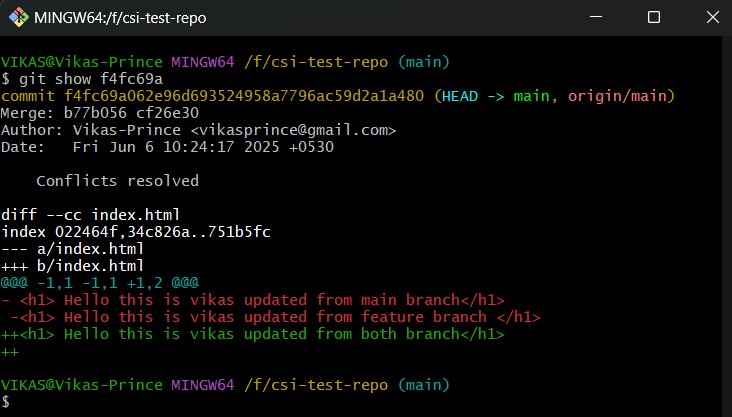 MINGW64:/f/csi-test-repo
VIKAS@Vikas-Prince MINGW64 /f/csi-test-repo (main)
$ git show f4fc69a
commit f4fc69a062e96d693524958a7796ac59d2a1a480 (HEAD -> main, origin/main)
Merge: b77b056 cf26e30
Author: Vikas-Prince <vikasprince@gmail.com>
Date:   Fri Jun 6 10:24:17 2025 +0530
    Conflicts resolved
diff --cc index.html
index 022464f,34c826a..751b5fc
--- a/index.html
+++ b/index.html
@@@ -1,1 -1,1 +1,2 @@@
- <h1> Hello this is vikas updated from main branch</h1>
 -<h1> Hello this is vikas updated from feature branch </h1>
++<h1> Hello this is vikas updated from both branch</h1>
++
VIKAS@Vikas-Prince MINGW64 /f/csi-test-repo (main)
$